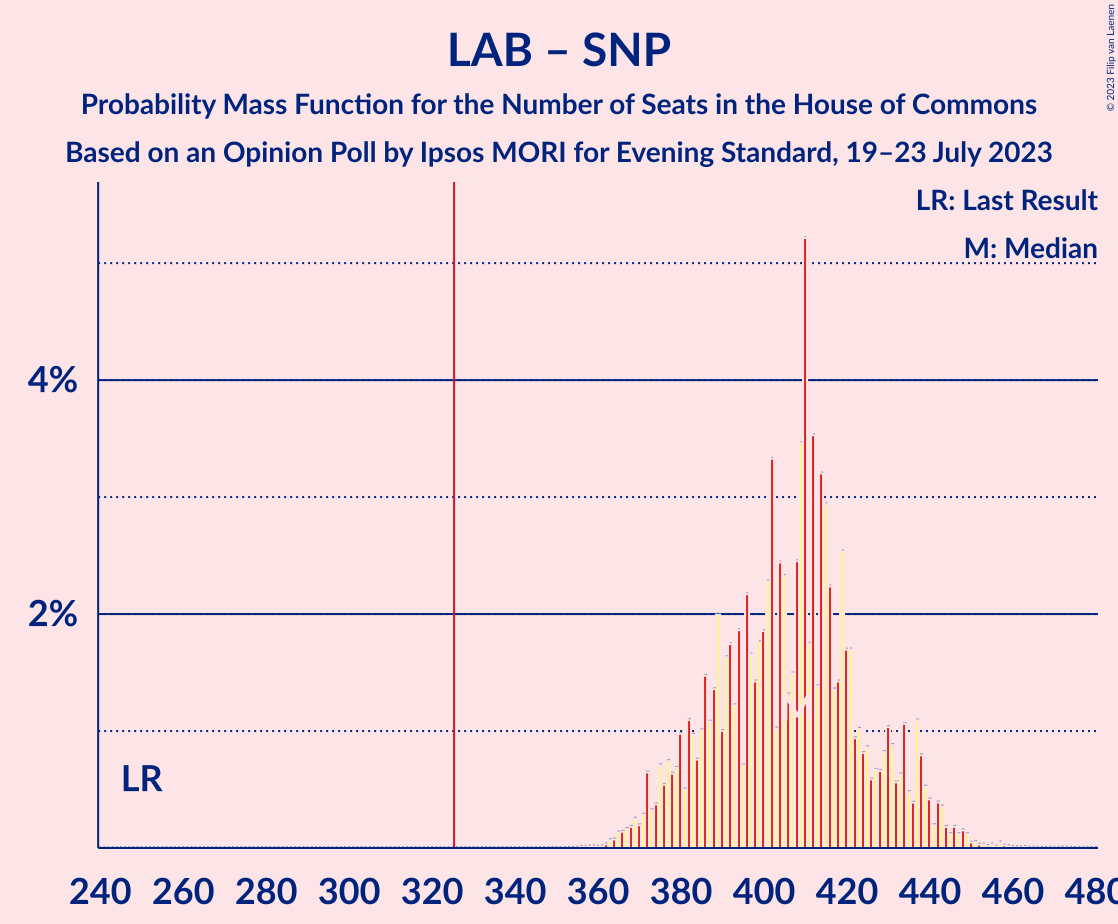 LAB – SNP
Probability Mass Function for the Number of Seats in the House of Commons
Based on an Opinion Poll by Ipsos MORI for Evening Standard, 19–23 July 2023
© 2023 Filip van Laenen
LR: Last Result
M: Median
4%
2%
LR
M
240 260 280 300 320 340 360 380 400 420 440 460 480